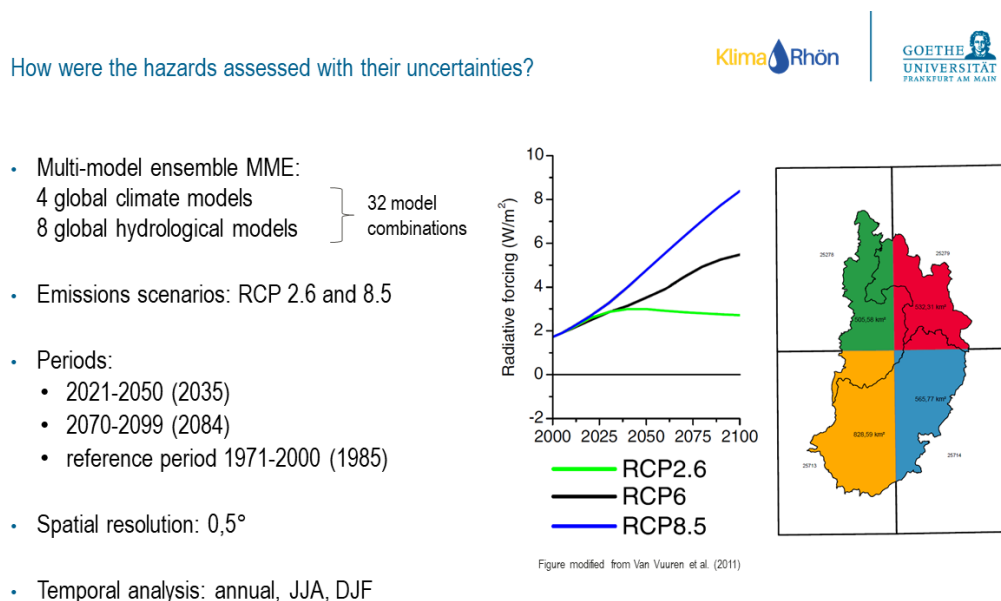 How were the hazards assessed with their uncertainties?
KlimaRhön
GOETHE
UNIVERSITÄT
FRANKFURT AM MAIN
• Multi-model ensemble MME:
4 global climate models
8 global hydrological models
32 model
combinations
• Emissions scenarios: RCP 2.6 and 8.5
• Periods:
• 2021-2050 (2035)
• 2070-2099 (2084)
• reference period 1971-2000 (1985)
• Spatial resolution: 0,5°
• Temporal analysis: annual, JJA, DJF
Radiative forcing (W/m²)
10
8
6
4
2
0
-2
2000 2025 2050 2075 2100
RCP2.6
RCP6
RCP8.5
Figure modified from Van Vuuren et al. (2011)
25278
25279
505,58 km²
532,31 km²
565,77 km²
828,59 km²
25713
25714